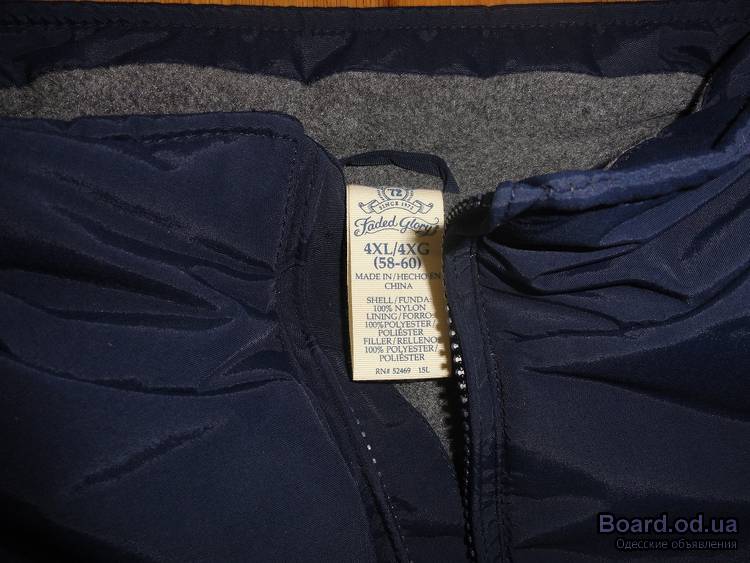 72
SINCE 1972
Faded Glory
4XL/4XG
(58-60)
MADE IN/HECHO EN
CHINA
SHELL/FUNDA:
100% NYLON
LINING/FORRO:
100%POLYESTER/
POLIÉSTER
FILLER/RELLENO:
100% POLYESTER/
POLIÉSTER
RN# 52469 15L
Board.od.ua
Одесские объявления